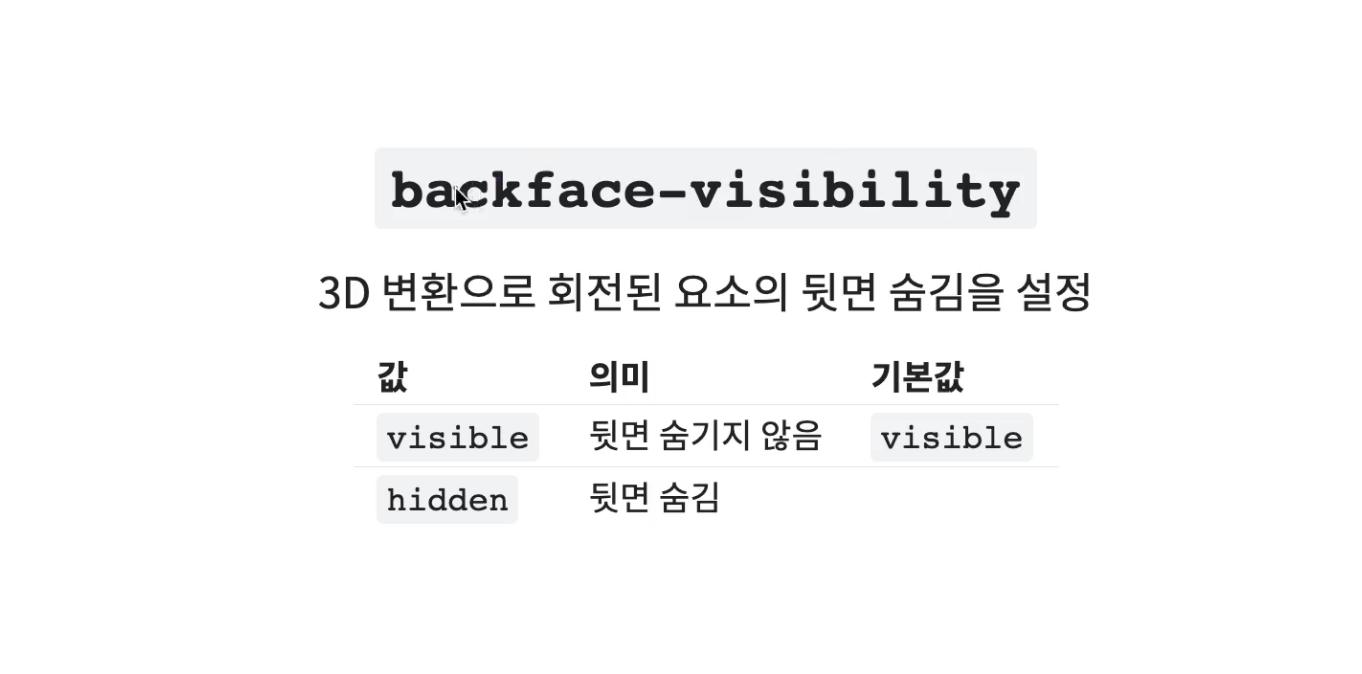 backface-visibility
3D 변환으로 회전된 요소의 뒷면 숨김을 설정
값 의미 기본값
visible 뒷면 숨기지 않음 visible
hidden 뒷면 숨김